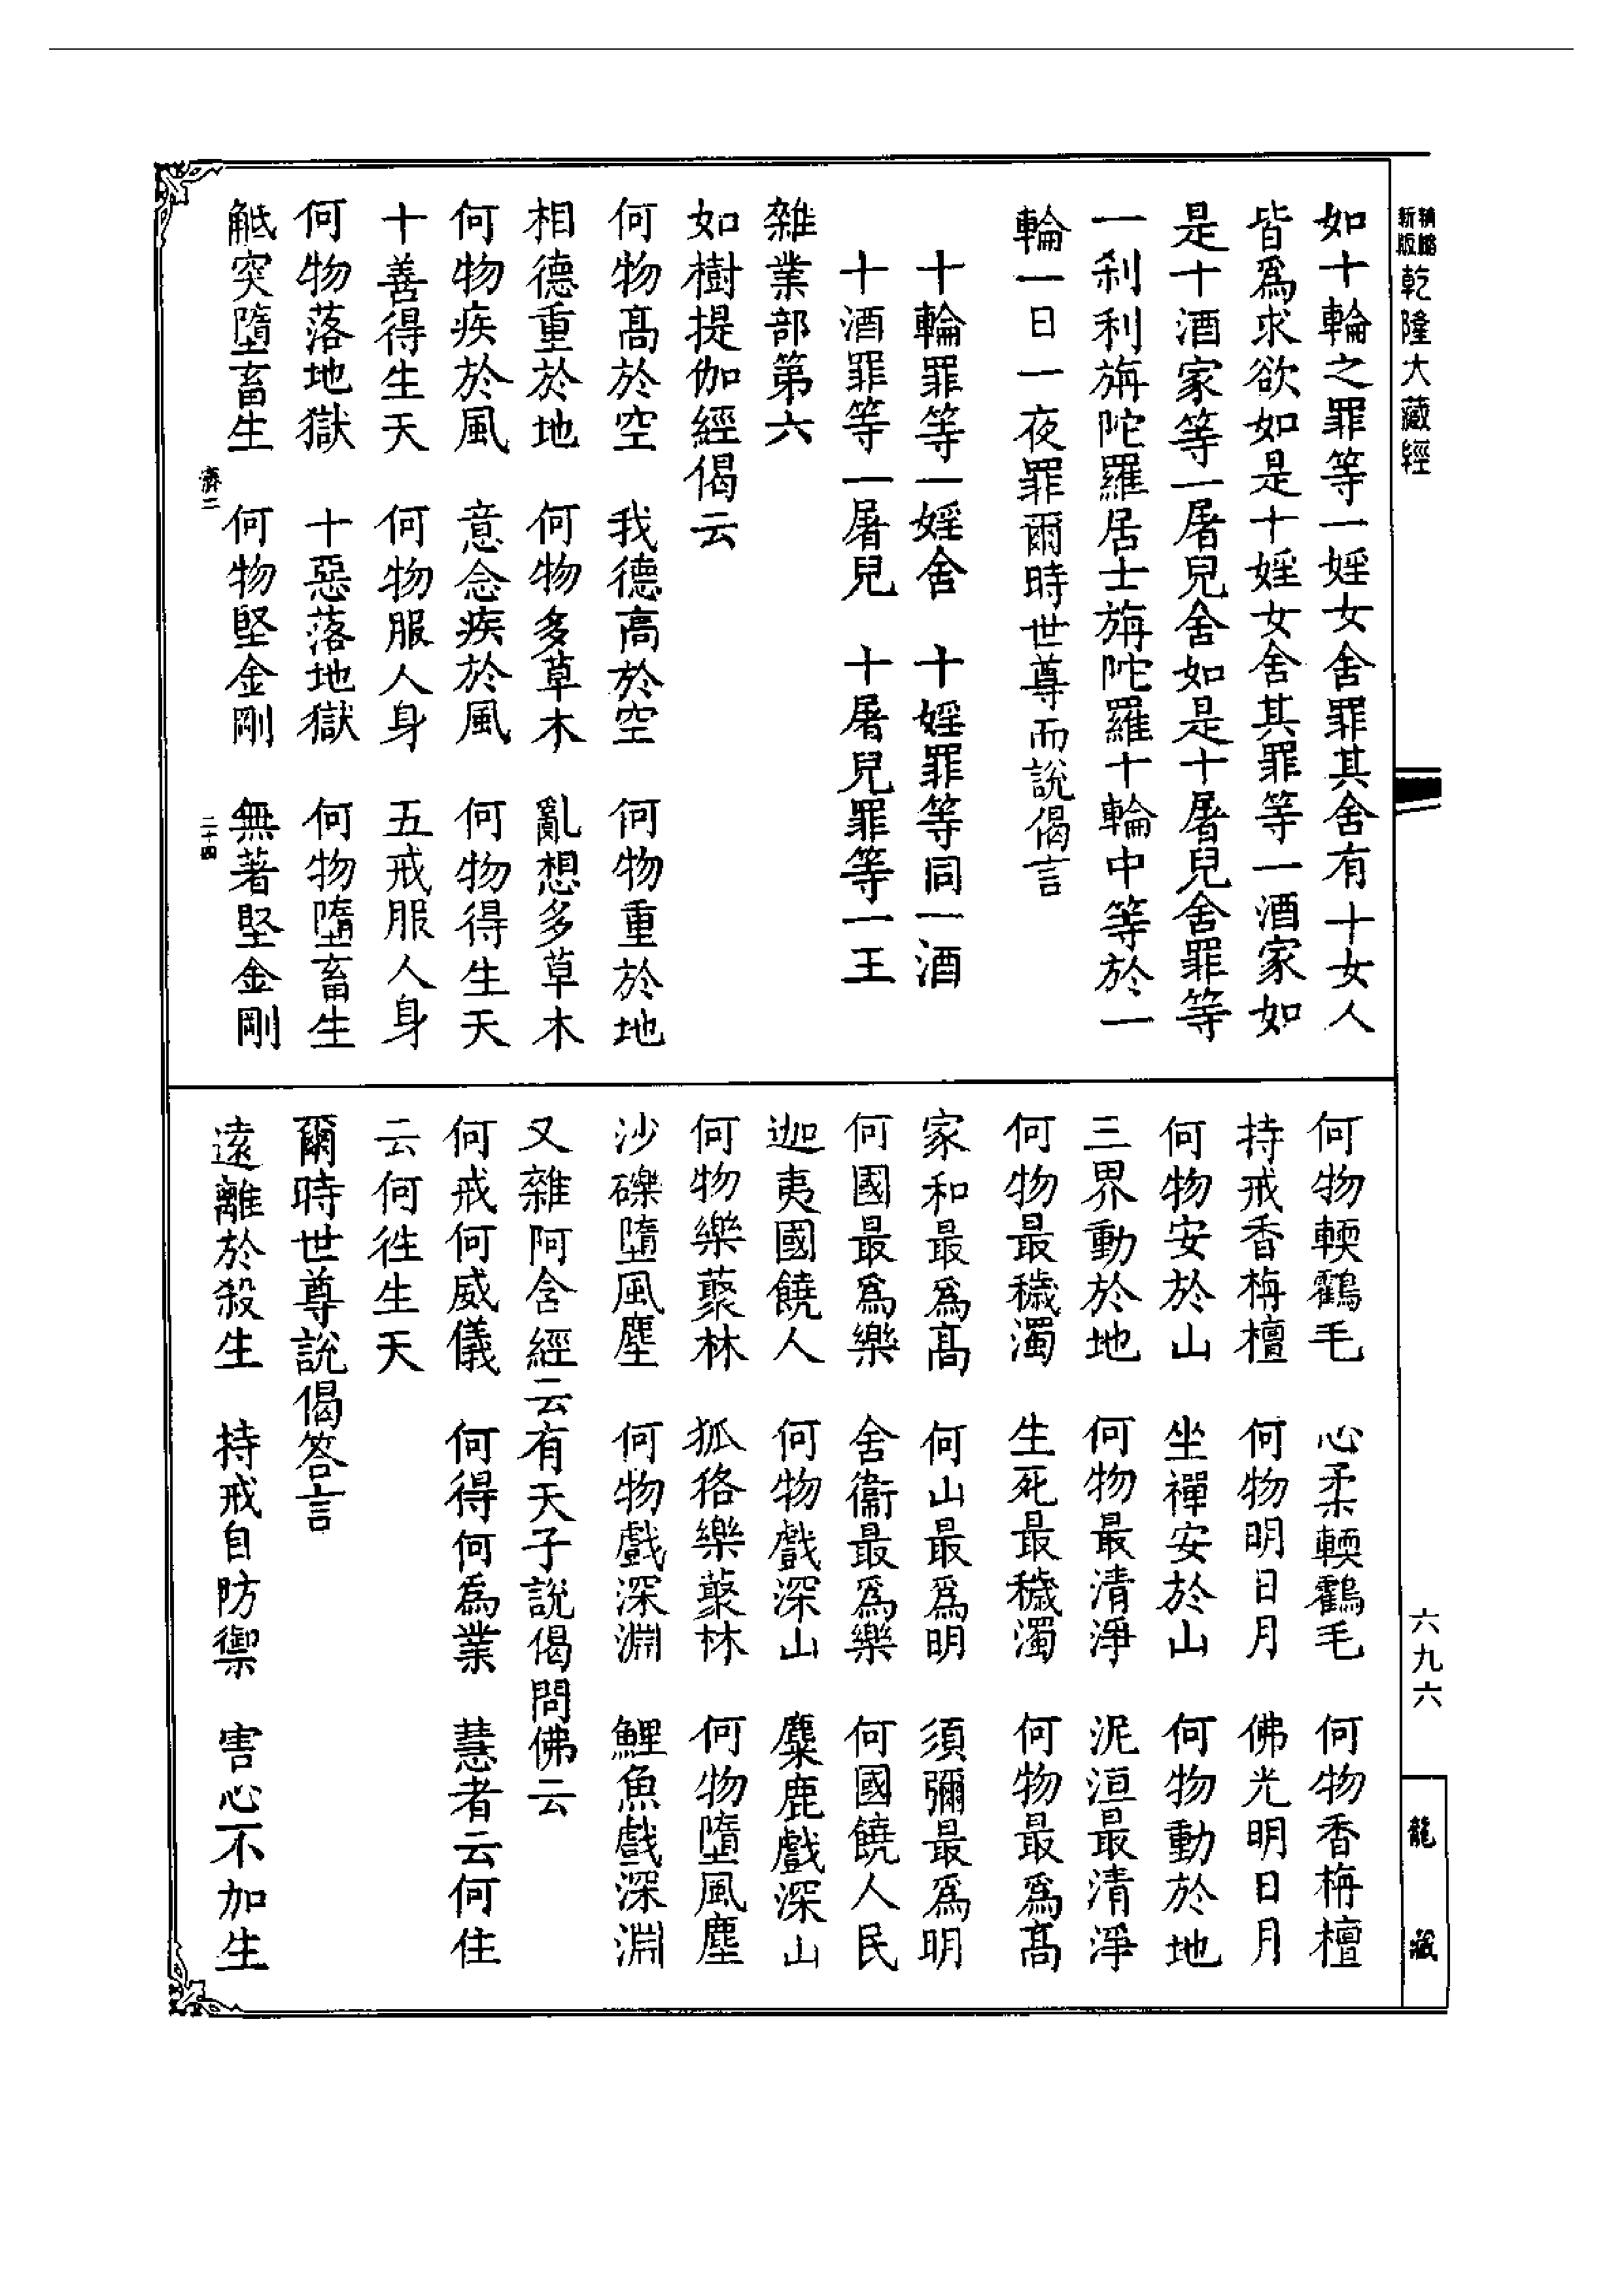 新版
精縮
乾隆大藏經
六九六
龍藏
如十輪之罪等一婬女舍罪其舍有十女人
皆爲求欲如是十婬女舍其罪等一酒家如
是十酒家等一屠兒舍如是十屠兒舍罪等
一刹利旃陀羅居士旃陀羅十輪中等於一
輪一日一夜罪爾時世尊而說偈言
十輪罪等一婬舍　十婬罪等同一酒
十酒罪等一屠兒　十屠兒罪等一王
雜業部第六
如樹提伽經偈云
何物髙於空　我德高於空　何物重於地
相德重於地　何物多草木　亂想多草木
何物疾於風　意念疾於風　何物得生天
十善得生天　何物服人身　五戒服人身
何物落地獄　十惡落地獄　何物墮畜生
觝突墮畜生　何物堅金剛　無著堅金剛
濟三　二十四
何物輭鸖毛　心柔輭鸖毛　何物香栴檀
持戒香栴檀　何物明日月　佛光明日月
何物安於山　坐禪安於山　何物動於地
三界動於地　何物最清淨　泥洹最清淨
何物最穢濁　生死最穢濁　何物最爲髙
家和最爲髙　何山最爲明　須彌最爲明
何國最爲樂　舍衞最爲樂　何國饒人民
迦夷國饒人　何物戲深山　麋鹿戲深山
何物樂藂林　狐狢樂藂林　何物墮風塵
沙礫墮風塵　何物戲深淵　鯉魚戲深淵
又雜阿含經云有天子說偈問佛云
何戒何威儀　何得何爲業　慧者云何住
云何徃生天
爾時世尊說偈答言
遠離於殺生　持戒自防禦　害心不加生